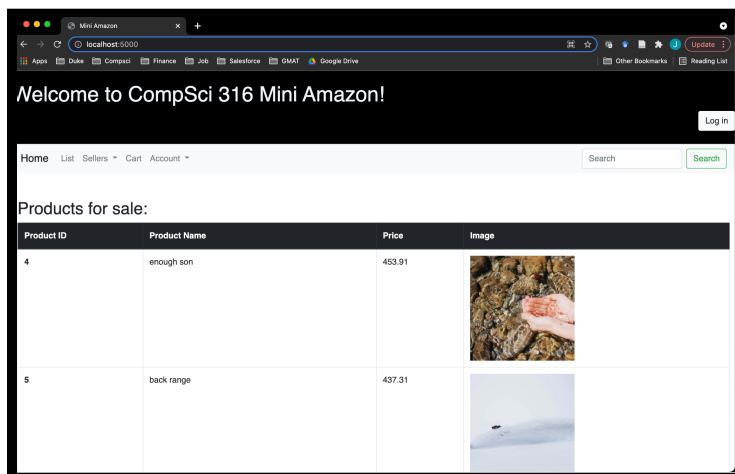 Mini Amazon
localhost:5000
J Update
Apps Duke Compsci Finance Job Salesforce GMAT Google Drive Other Bookmarks Reading List
Welcome to CompSci 316 Mini Amazon!
Log in
Home List Sellers Cart Account Search Search
Products for sale:
Product ID Product Name Price Image
4 enough son 453.91
5 back range 437.31